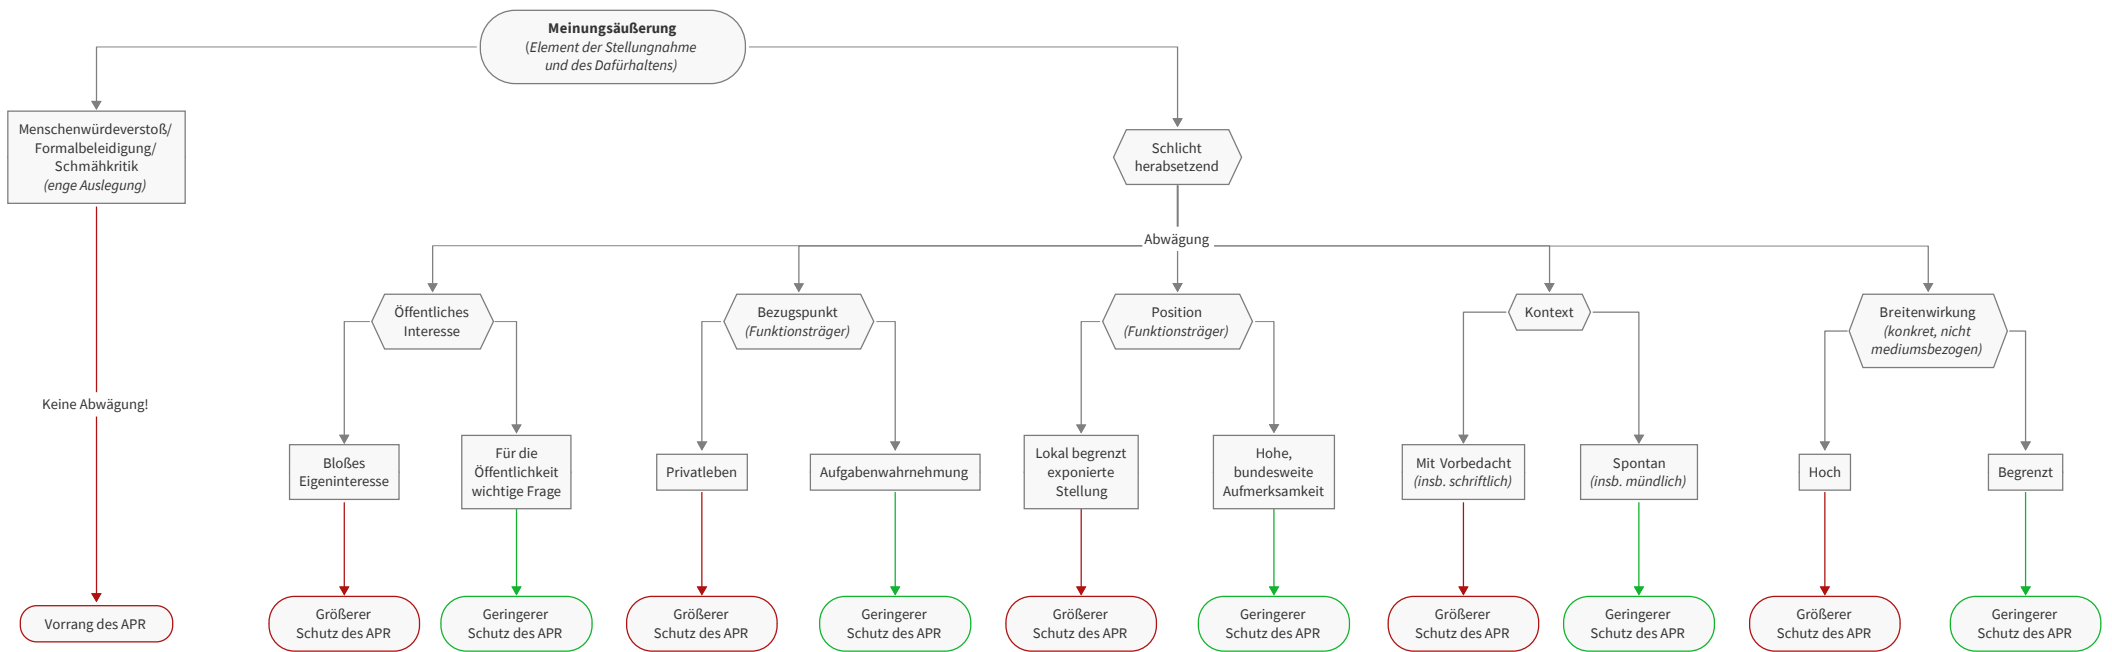 Meinungsäußerung
(Element der Stellungnahme
und des Dafürhaltens)
Menschenwürdeverstoß/
Formalbeleidigung/
Schmähkritik
(enge Auslegung)
Schlicht
herabsetzend
Abwägung
Öffentliches
Interesse
Bezugspunkt
(Funktionsträger)
Position
(Funktionsträger)
Kontext
Breitenwirkung
(konkret, nicht
mediumsbezogen)
Keine Abwägung!
Bloßes
Eigeninteresse
Für die
Öffentlichkeit
wichtige Frage
Privatleben
Aufgabenwahrnehmung
Lokal begrenzt
exponierte
Stellung
Hohe,
bundesweite
Aufmerksamkeit
Mit Vorbedacht
(insb. schriftlich)
Spontan
(insb. mündlich)
Hoch
Begrenzt
Vorrang des APR
Größerer
Schutz des APR
Geringerer
Schutz des APR
Größerer
Schutz des APR
Geringerer
Schutz des APR
Größerer
Schutz des APR
Geringerer
Schutz des APR
Größerer
Schutz des APR
Geringerer
Schutz des APR
Größerer
Schutz des APR
Geringerer
Schutz des APR